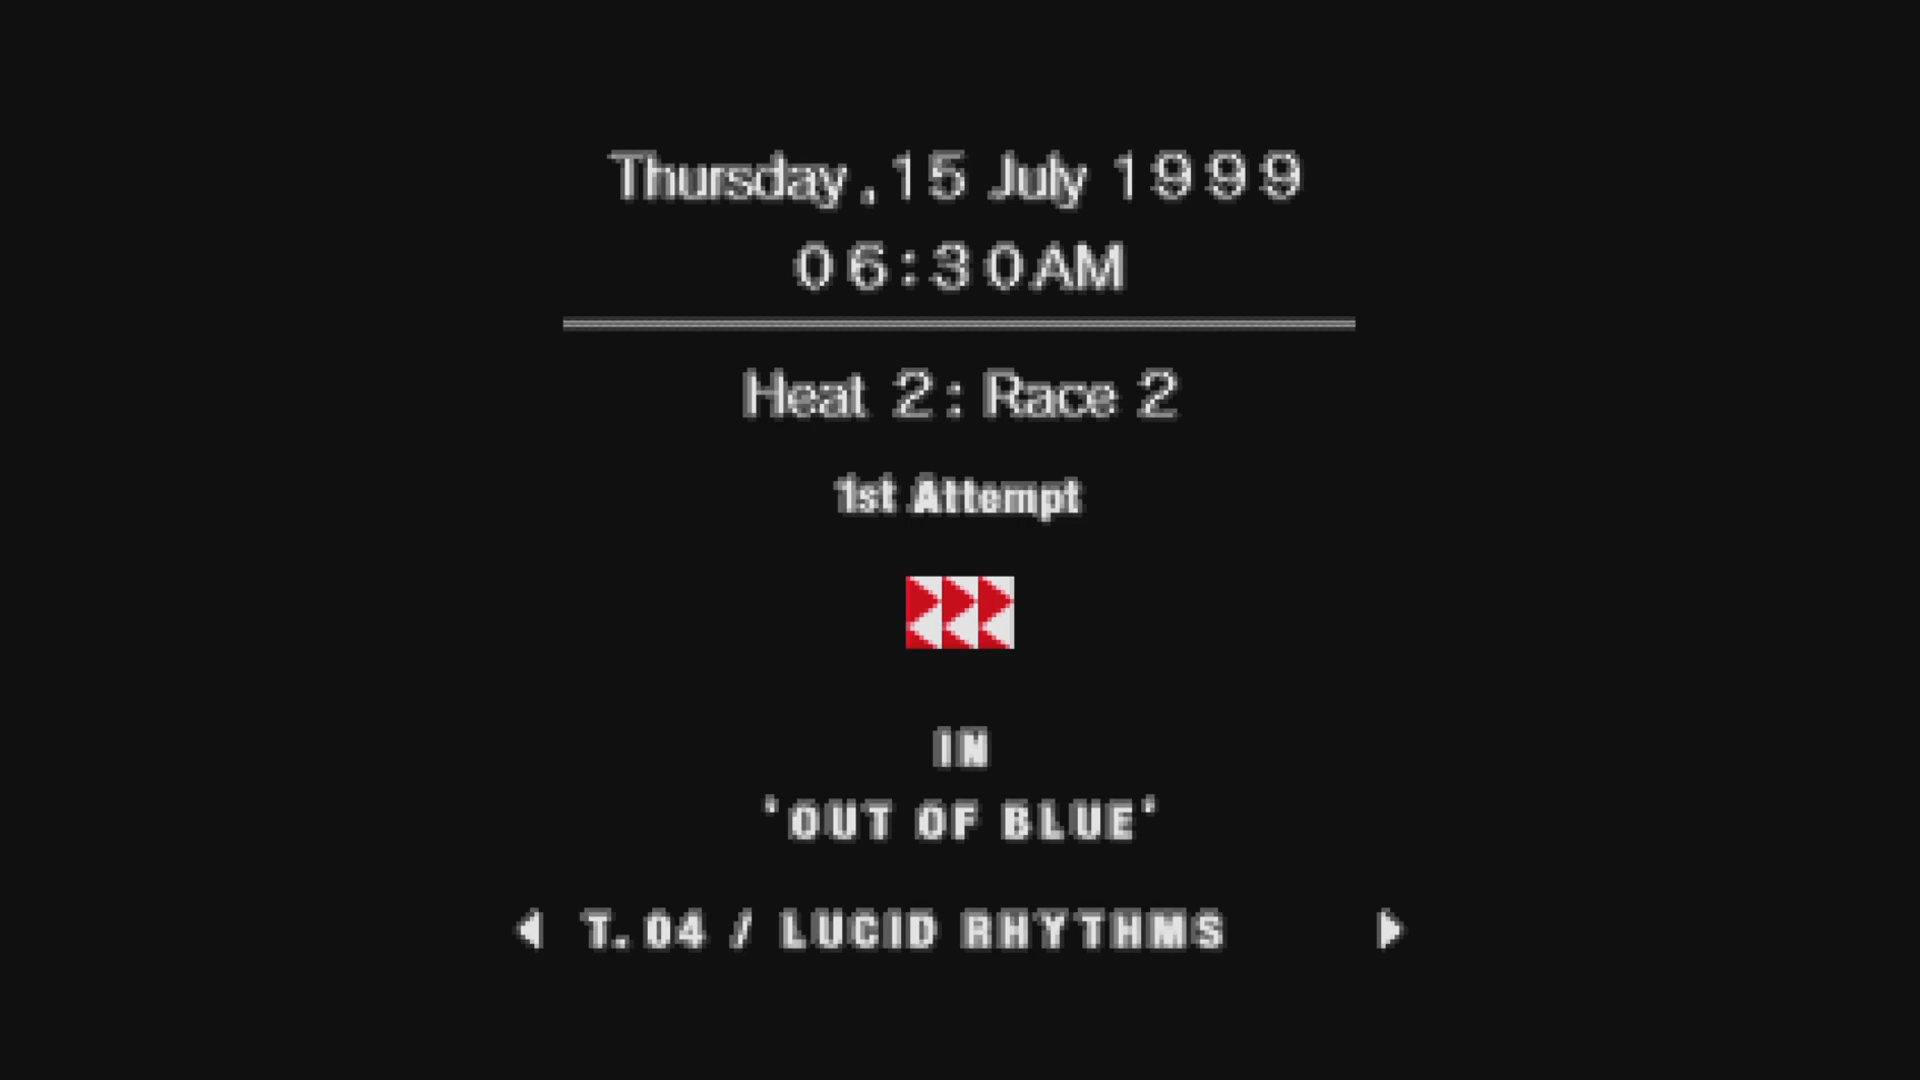 Thursday,15 July 1999
06:30AM
Heat 2: Race 2
1st Attempt
IN
'OUT OF BLUE'
T.04 / LUCID RHYTHMS